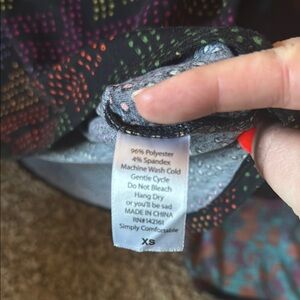 96% Polyester
4% Spandex
Machine Wash Cold
Gentle Cycle
Do Not Bleach
Hang Dry
or you'll be sad
MADE IN CHINA
RN#142361
Simply Comfortable
XS